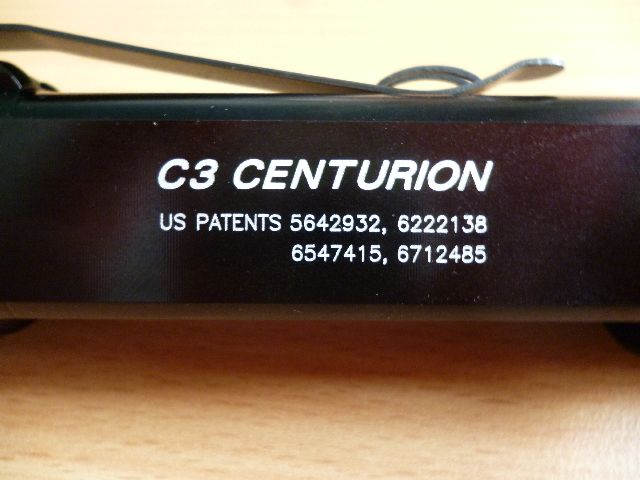 C3 CENTURION
US PATENTS 5642932, 6222138
6547415, 6712485